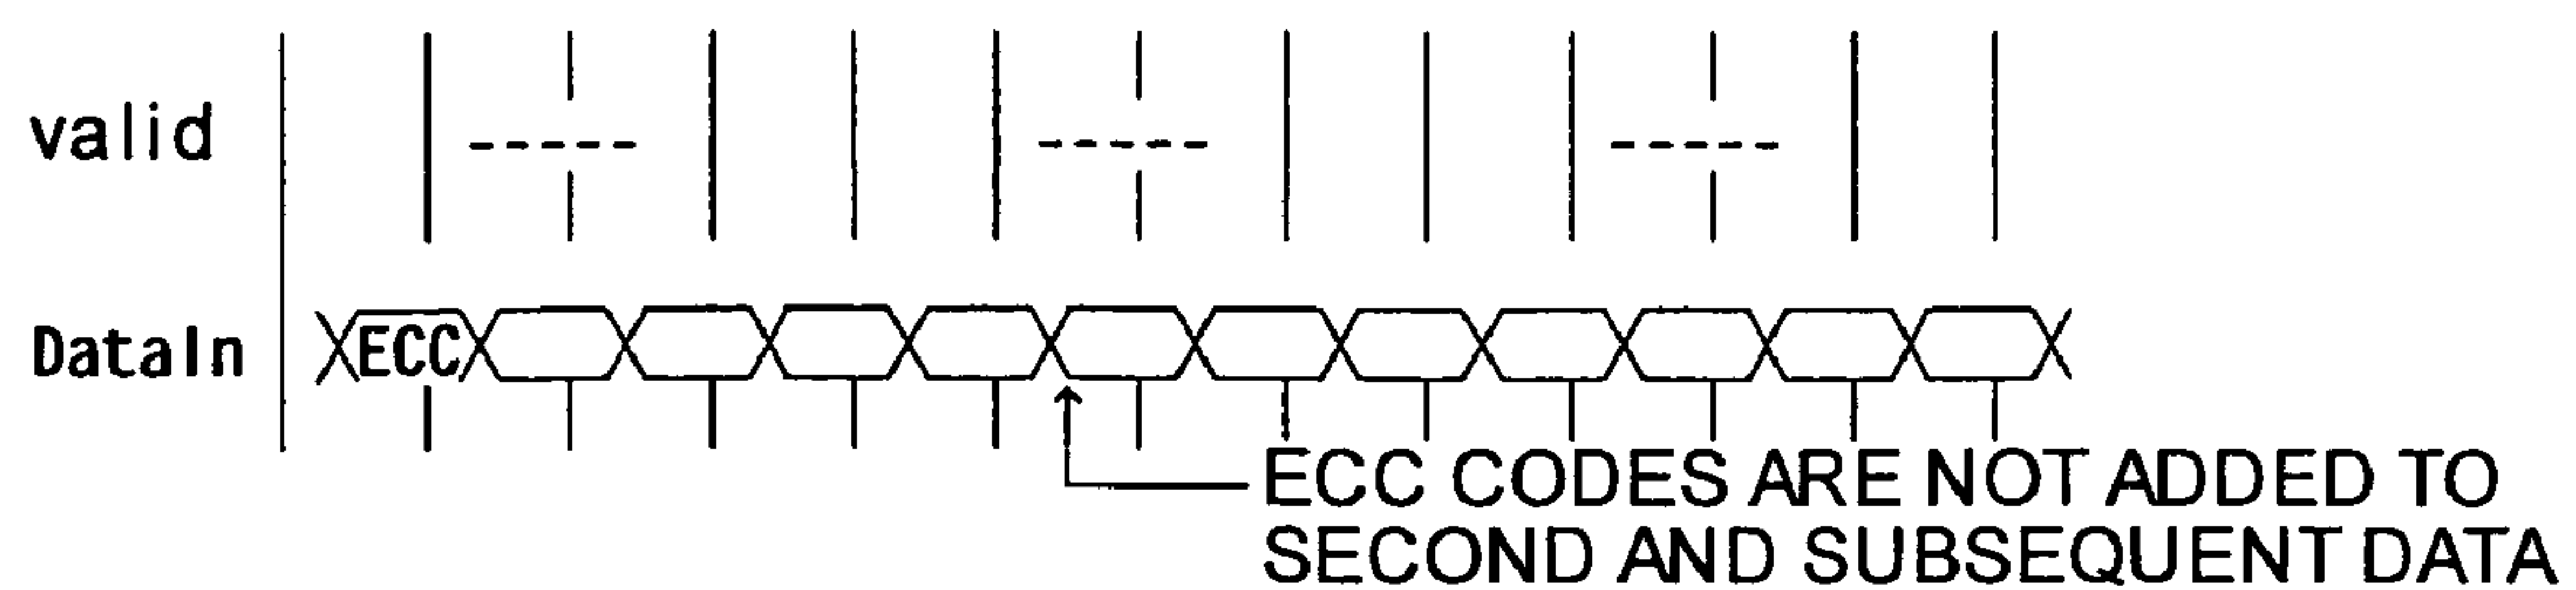 valid
DataIn
ECC
ECC CODES ARE NOT ADDED TO
SECOND AND SUBSEQUENT DATA